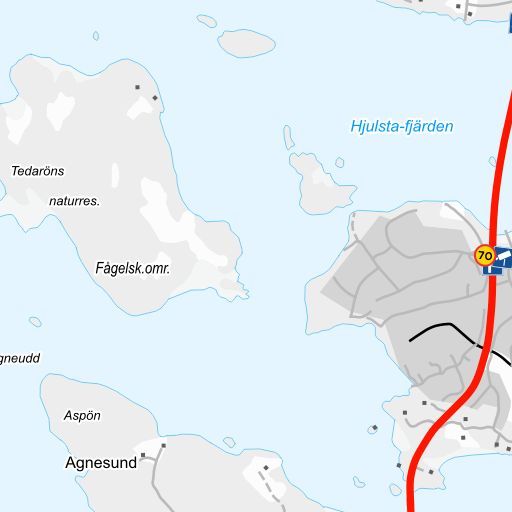 Hjulsta-fjärden
Tedaröns
naturres.
70
Fågelsk.omr.
gneudd
Aspön
Agnesund